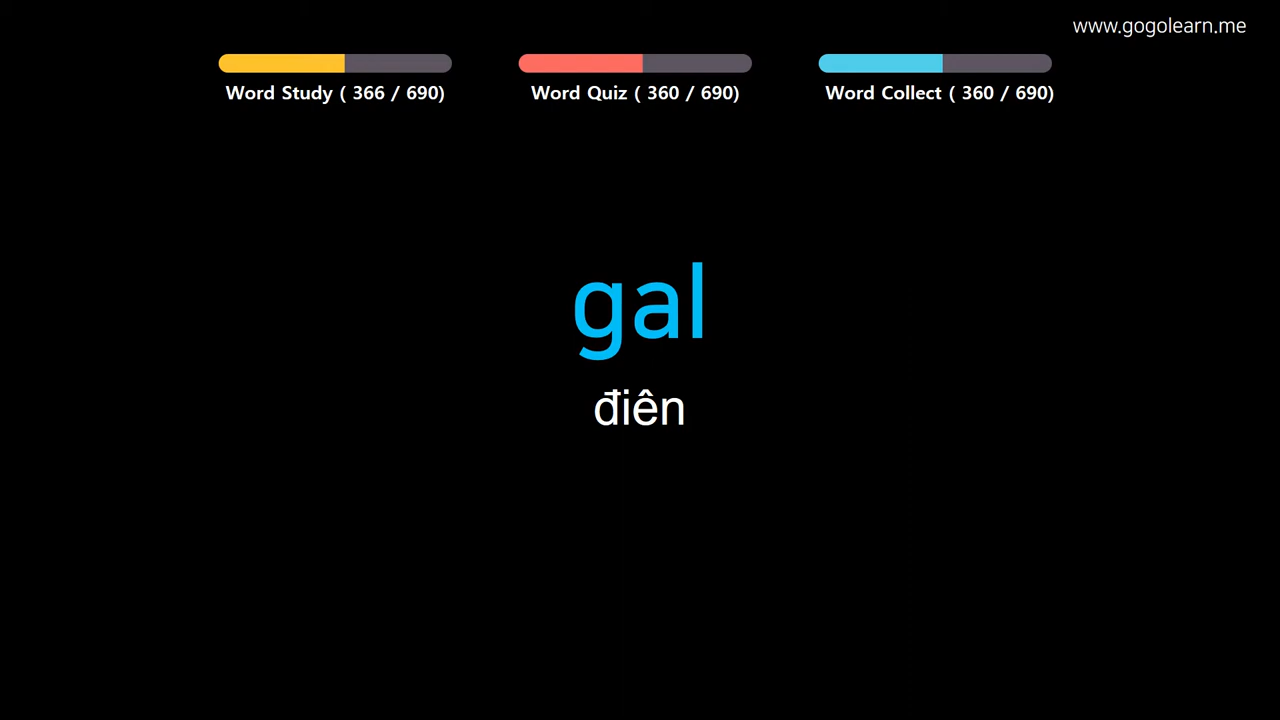 www.gogolearn.me
Word Study ( 366 / 690)
Word Quiz ( 360 / 690)
Word Collect ( 360 / 690)
gal
điên